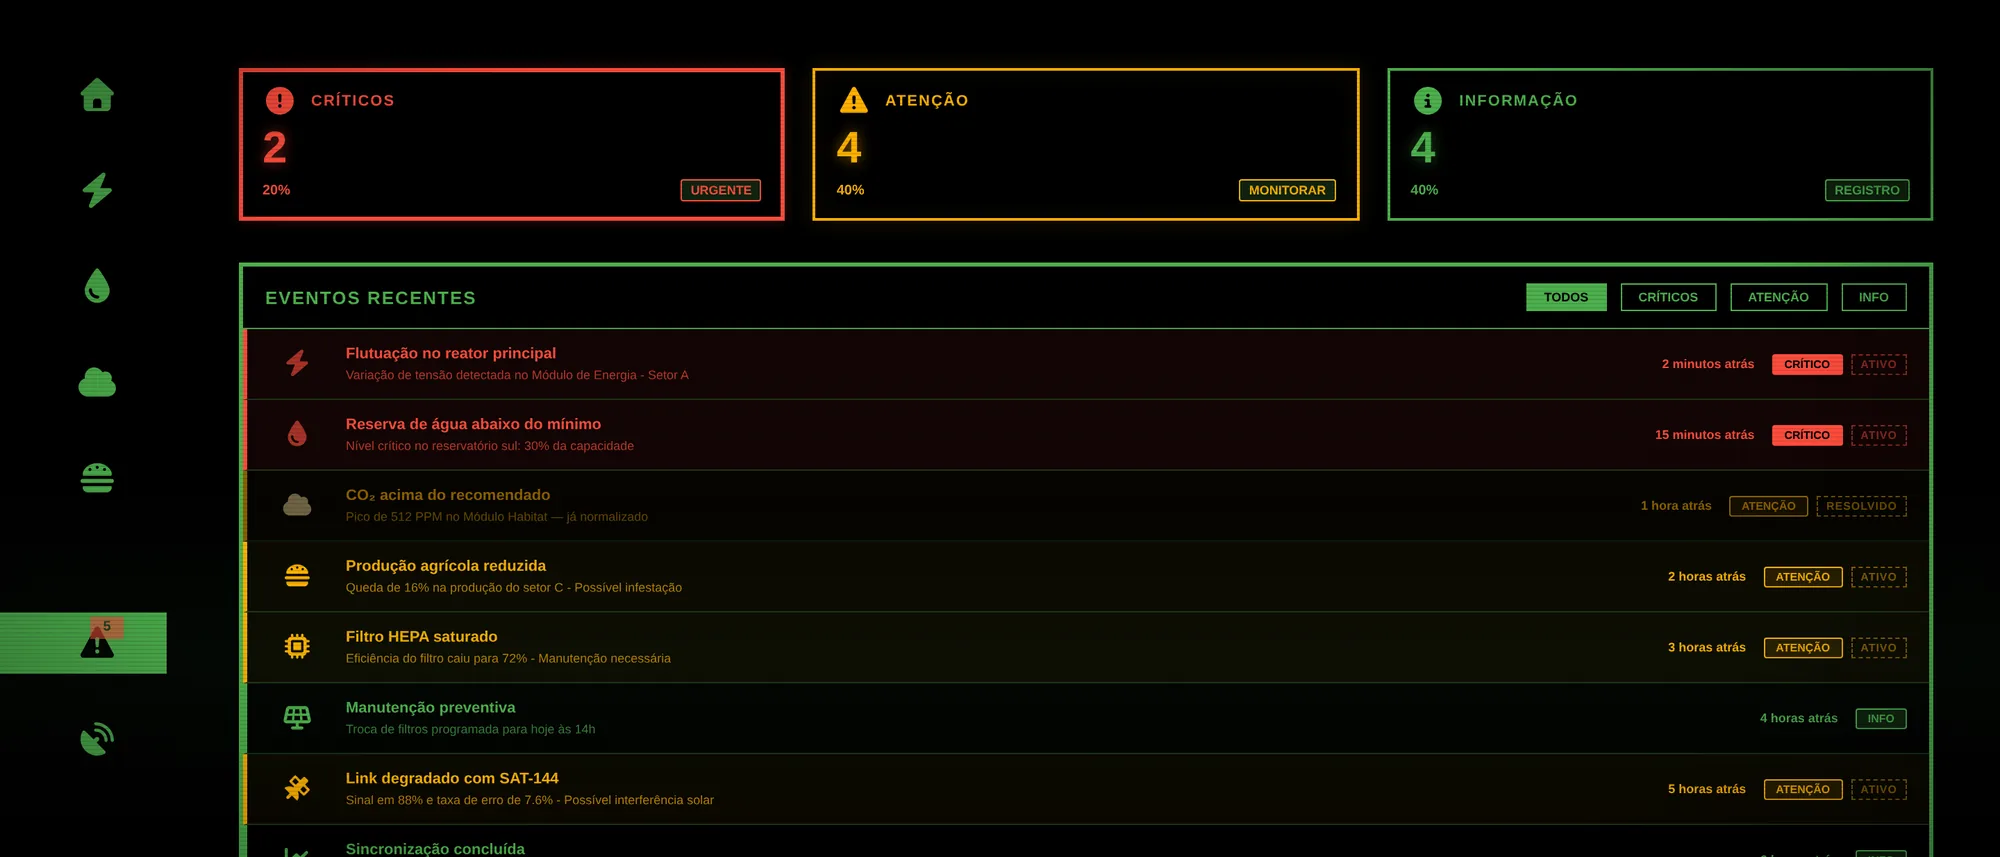 CRÍTICOS
2
20%
URGENTE
ATENÇÃO
4
40%
MONITORAR
INFORMAÇÃO
4
40%
REGISTRO
EVENTOS RECENTES
TODOS
CRÍTICOS
ATENÇÃO
INFO
Flutuação no reator principal
Variação de tensão detectada no Módulo de Energia - Setor A
2 minutos atrás
CRÍTICO
ATIVO
Reserva de água abaixo do mínimo
Nível crítico no reservatório sul: 30% da capacidade
15 minutos atrás
CRÍTICO
ATIVO
CO₂ acima do recomendado
Pico de 512 PPM no Módulo Habitat — já normalizado
1 hora atrás
ATENÇÃO
RESOLVIDO
Produção agrícola reduzida
Queda de 16% na produção do setor C - Possível infestação
2 horas atrás
ATENÇÃO
ATIVO
5
Filtro HEPA saturado
Eficiência do filtro caiu para 72% - Manutenção necessária
3 horas atrás
ATENÇÃO
ATIVO
Manutenção preventiva
Troca de filtros programada para hoje às 14h
4 horas atrás
INFO
Link degradado com SAT-144
Sinal em 88% e taxa de erro de 7.6% - Possível interferência solar
5 horas atrás
ATENÇÃO
ATIVO
Sincronização concluída